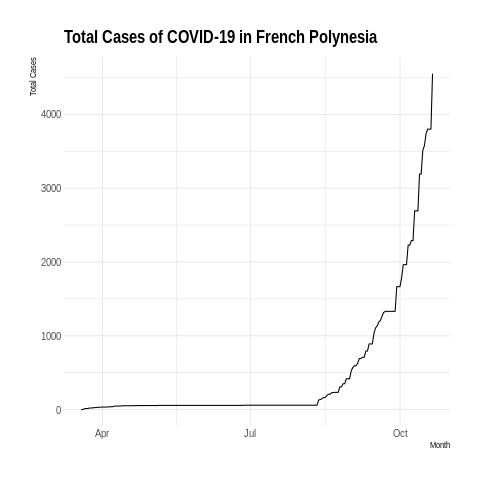 Total Cases of COVID-19 in French Polynesia
Total Cases
4000
3000
2000
1000
0
Apr Jul Oct
Month